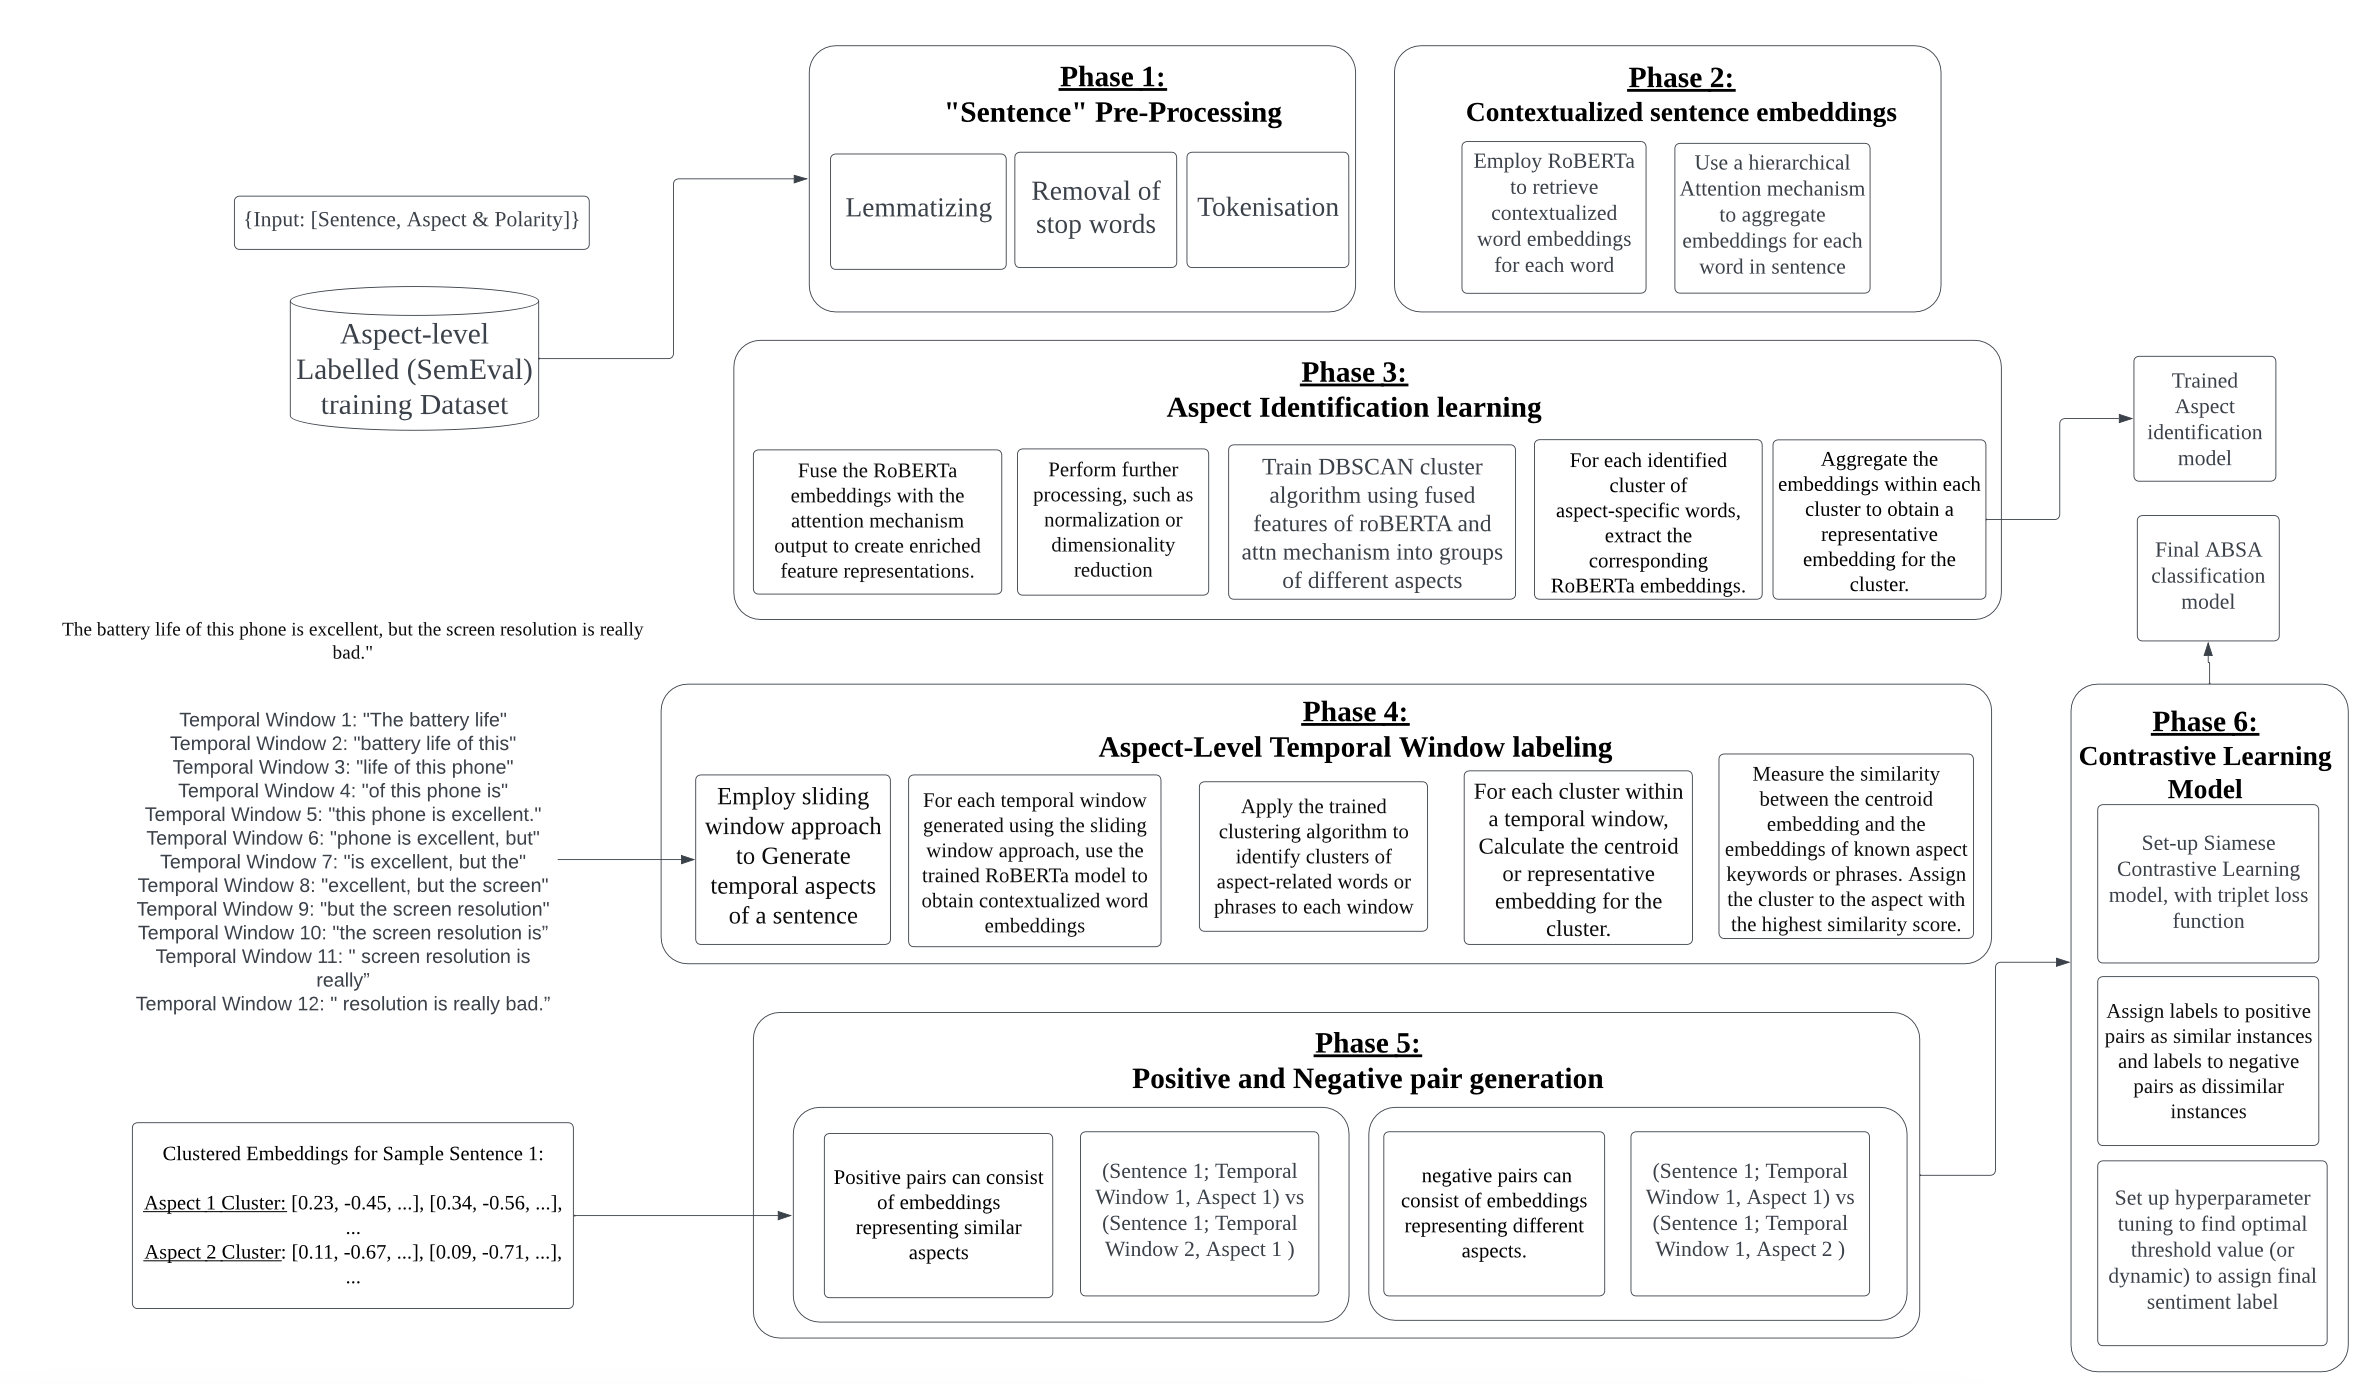 Phase 1:
"Sentence" Pre-Processing
Lemmatizing
Removal of
stop words
Tokenisation
Phase 2:
Contextualized sentence embeddings
Employ RoBERTa
to retrieve
contextualized
word embeddings
for each word
Use a hierarchical
Attention mechanism
to aggregate
embeddings for each
word in sentence
{Input: [Sentence, Aspect & Polarity]}
Aspect-level
Labelled (SemEval)
training Dataset
Phase 3:
Aspect Identification learning
Fuse the RoBERTa
embeddings with the
attention mechanism
output to create enriched
feature representations.
Perform further
processing, such as
normalization or
dimensionality
reduction
Train DBSCAN cluster
algorithm using fused
features of roBERTA and
attn mechanism into groups
of different aspects
For each identified
cluster of
aspect-specific words,
extract the
corresponding
RoBERTa embeddings.
Aggregate the
embeddings within each
cluster to obtain a
representative
embedding for the
cluster.
Trained
Aspect
identification
model
Final ABSA
classification
model
The battery life of this phone is excellent, but the screen resolution is really
bad."
Temporal Window 1: "The battery life"
Temporal Window 2: "battery life of this"
Temporal Window 3: "life of this phone"
Temporal Window 4: "of this phone is"
Temporal Window 5: "this phone is excellent."
Temporal Window 6: "phone is excellent, but"
Temporal Window 7: "is excellent, but the"
Temporal Window 8: "excellent, but the screen"
Temporal Window 9: "but the screen resolution"
Temporal Window 10: "the screen resolution is”
Temporal Window 11: " screen resolution is
really”
Temporal Window 12: " resolution is really bad.”
Phase 4:
Aspect-Level Temporal Window labeling
Employ sliding
window approach
to Generate
temporal aspects
of a sentence
For each temporal window
generated using the sliding
window approach, use the
trained RoBERTa model to
obtain contextualized word
embeddings
Apply the trained
clustering algorithm to
identify clusters of
aspect-related words or
phrases to each window
For each cluster within
a temporal window,
Calculate the centroid
or representative
embedding for the
cluster.
Measure the similarity
between the centroid
embedding and the
embeddings of known aspect
keywords or phrases. Assign
the cluster to the aspect with
the highest similarity score.
Phase 6:
Contrastive Learning
Model
Set-up Siamese
Contrastive Learning
model, with triplet loss
function
Assign labels to positive
pairs as similar instances
and labels to negative
pairs as dissimilar
instances
Set up hyperparameter
tuning to find optimal
threshold value (or
dynamic) to assign final
sentiment label
Clustered Embeddings for Sample Sentence 1:
Aspect 1 Cluster: [0.23, -0.45, ...], [0.34, -0.56, ...],
...
Aspect 2 Cluster: [0.11, -0.67, ...], [0.09, -0.71, ...],
...
Phase 5:
Positive and Negative pair generation
Positive pairs can consist
of embeddings
representing similar
aspects
(Sentence 1; Temporal
Window 1, Aspect 1) vs
(Sentence 1; Temporal
Window 2, Aspect 1 )
negative pairs can
consist of embeddings
representing different
aspects.
(Sentence 1; Temporal
Window 1, Aspect 1) vs
(Sentence 1; Temporal
Window 1, Aspect 2 )